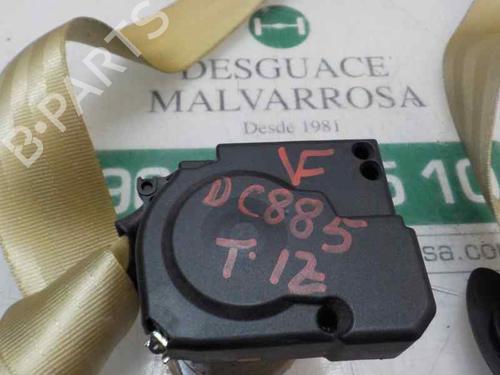 DESGUACE
MALVARROSA
Desde 1981
B-PARTS
VF
DC885
T.12